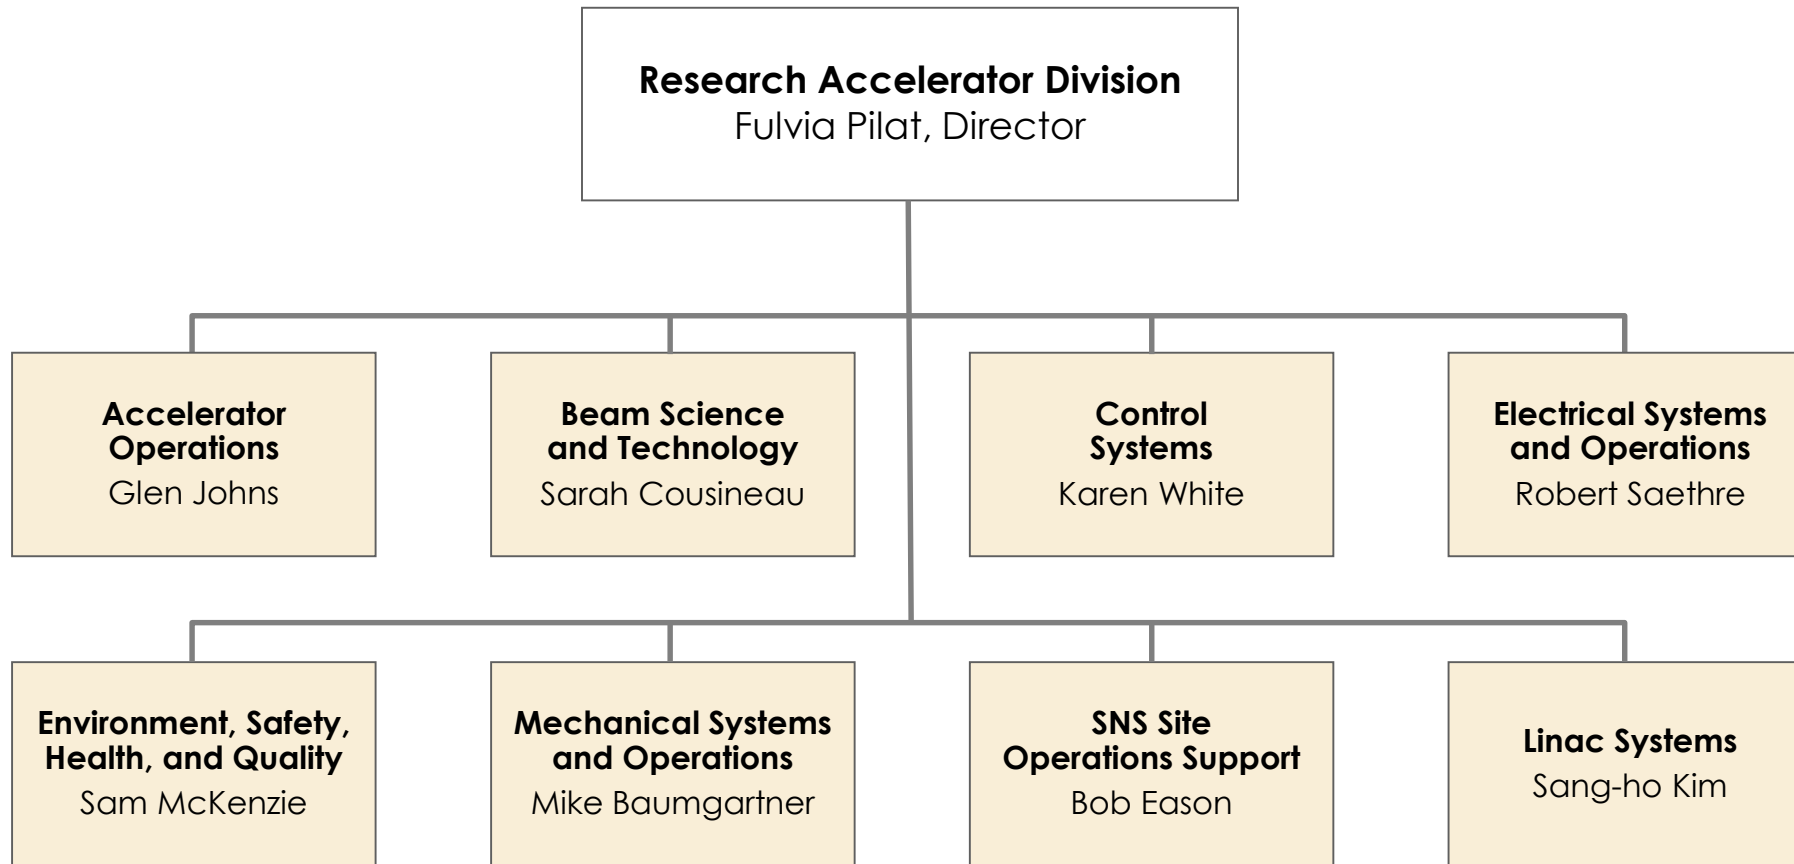 Research Accelerator Division
Fulvia Pilat, Director
Accelerator
Operations
Glen Johns
Beam Science
and Technology
Sarah Cousineau
Control
Systems
Karen White
Electrical Systems
and Operations
Robert Saethre
Environment, Safety,
Health, and Quality
Sam McKenzie
Mechanical Systems
and Operations
Mike Baumgartner
SNS Site
Operations Support
Bob Eason
Linac Systems
Sang-ho Kim